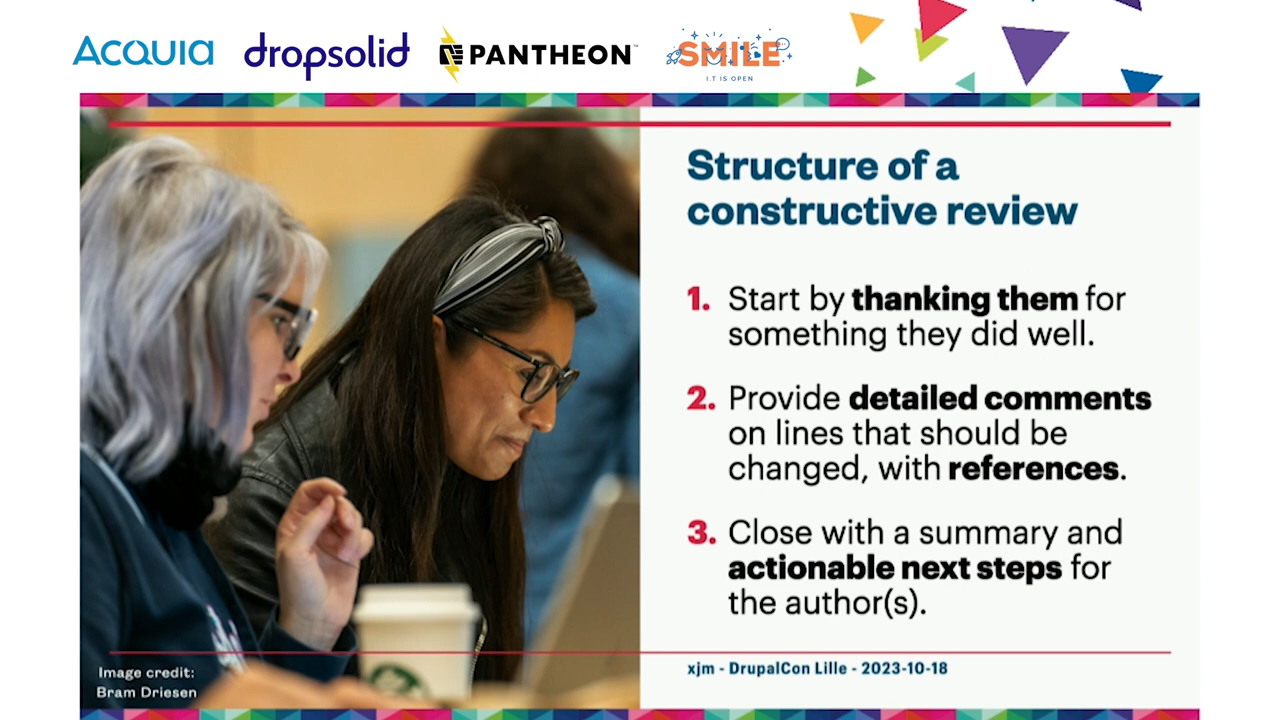 ACQUIA dropsolid PANTHEON SMILE
I.T IS OPEN
Structure of a
constructive review
1. Start by thanking them for
something they did well.
2. Provide detailed comments
on lines that should be
changed, with references.
3. Close with a summary and
actionable next steps for
the author(s).
Image credit:
Bram Driesen
xjm - DrupalCon Lille - 2023-10-18